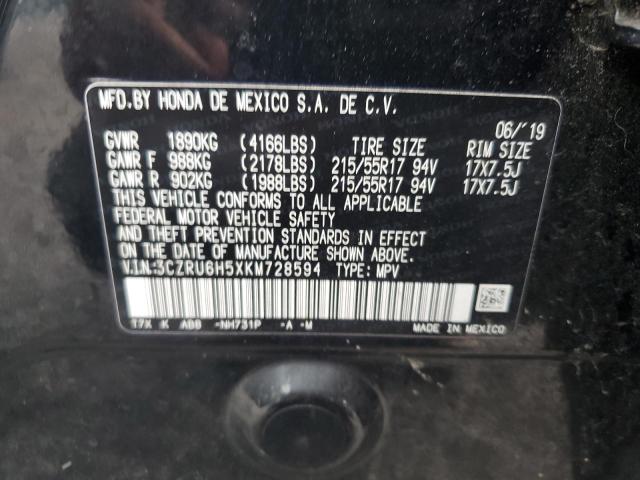 MFD.BY HONDA DE MEXICO S.A. DE C.V.
06/'19
GVWR 1890KG (4166LBS) TIRE SIZE RIM SIZE
GAWR F 988KG (2178LBS) 215/55R17 94V 17X7.5J
GAWR R 902KG (1988LBS) 215/55R17 94V 17X7.5J
THIS VEHICLE CONFORMS TO ALL APPLICABLE
FEDERAL MOTOR VEHICLE SAFETY
AND THEFT PREVENTION STANDARDS IN EFFECT
ON THE DATE OF MANUFACTURE SHOWN ABOVE.
V.I.N:3CZRU6H5XKM728594 TYPE: MPV
T7X K ABB -NH731P -A -M MADE IN MEXICO